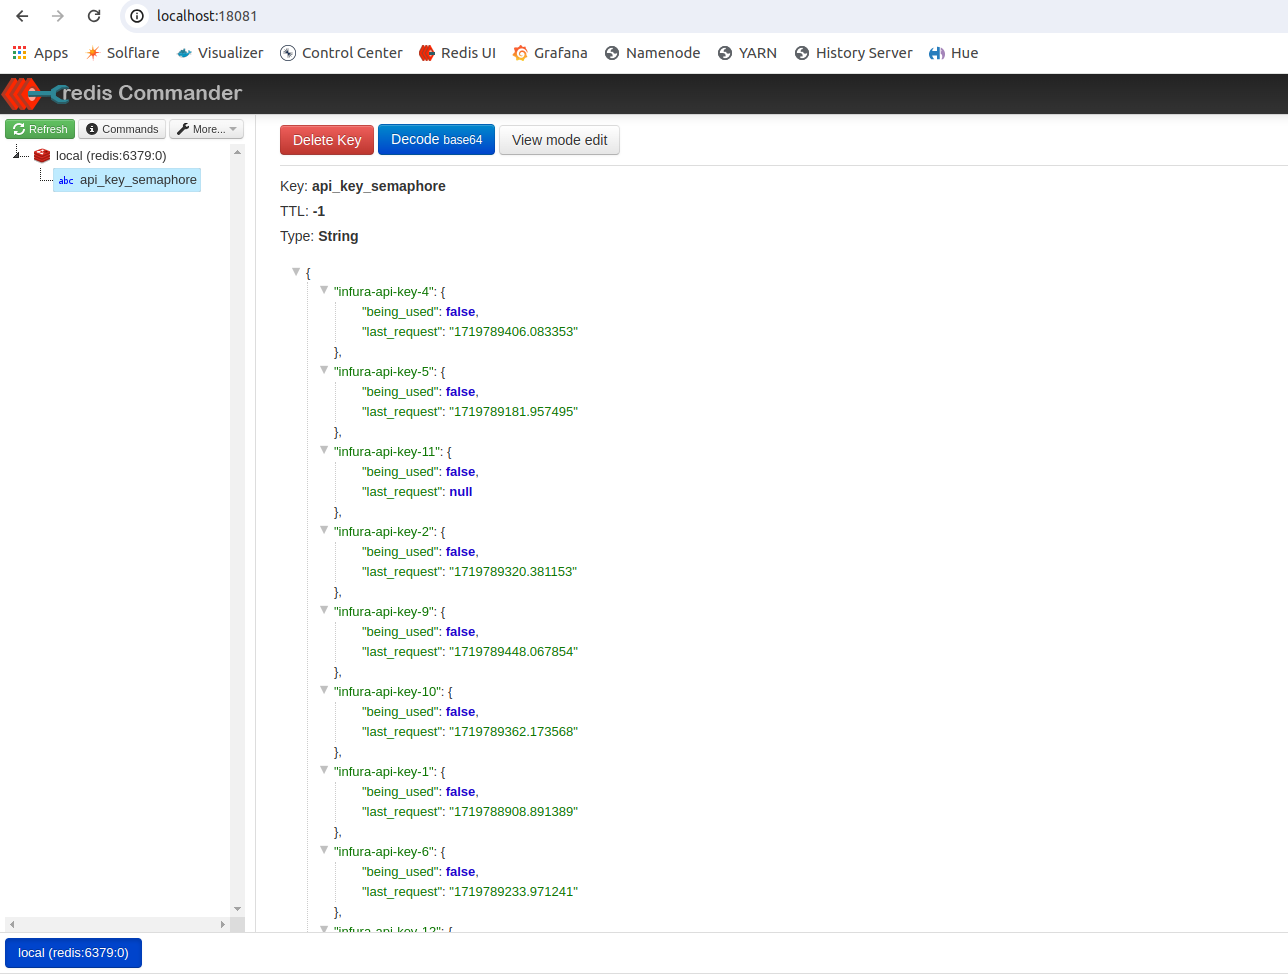 localhost:18081
Apps Solflare Visualizer Control Center Redis UI Grafana Namenode YARN History Server Hue
redis Commander
Refresh Commands More...
Delete Key Decode base64 View mode edit
local (redis:6379:0)
abc api_key_semaphore
Key: api_key_semaphore
TTL: -1
Type: String
{
"infura-api-key-4": {
"being_used": false,
"last_request": "1719789406.083353"
},
"infura-api-key-5": {
"being_used": false,
"last_request": "1719789181.957495"
},
"infura-api-key-11": {
"being_used": false,
"last_request": null
},
"infura-api-key-2": {
"being_used": false,
"last_request": "1719789320.381153"
},
"infura-api-key-9": {
"being_used": false,
"last_request": "1719789448.067854"
},
"infura-api-key-10": {
"being_used": false,
"last_request": "1719789362.173568"
},
"infura-api-key-1": {
"being_used": false,
"last_request": "1719788908.891389"
},
"infura-api-key-6": {
"being_used": false,
"last_request": "1719789233.971241"
},
"infura-api-key-12": {
local (redis:6379:0)